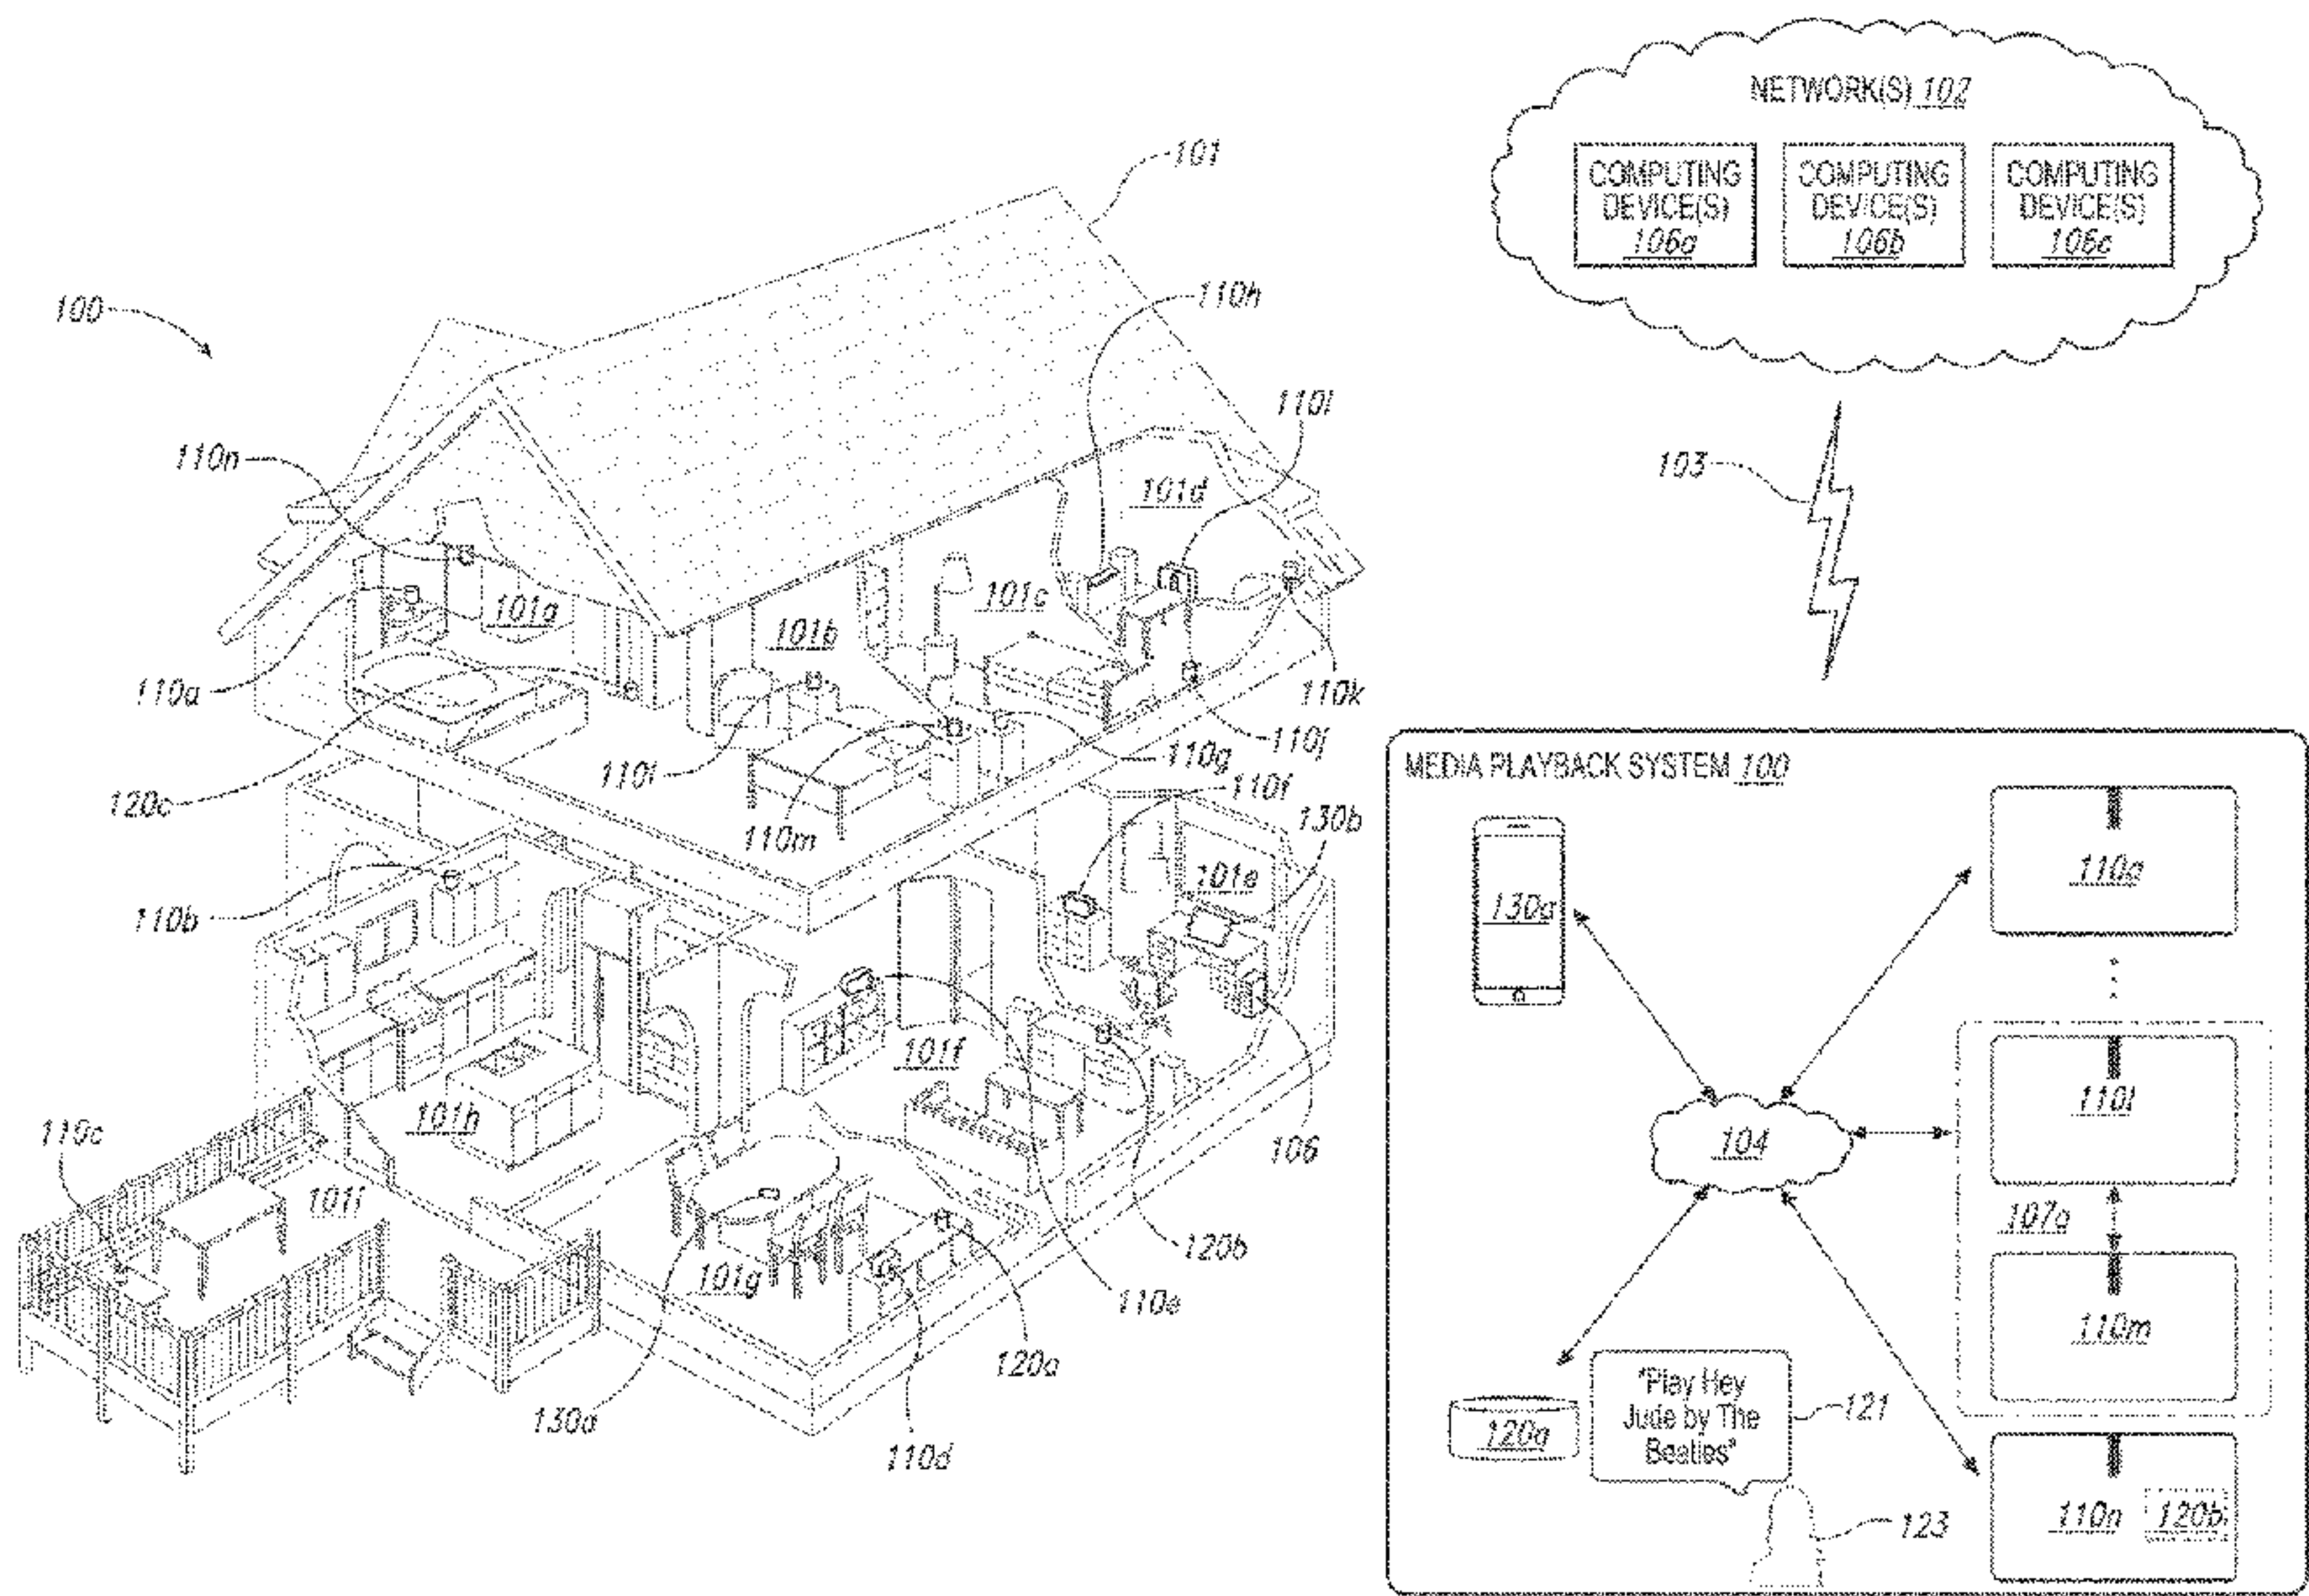 101
NETWORK(S) 102
COMPUTING DEVICE(S) 106a
COMPUTING DEVICE(S) 106b
COMPUTING DEVICE(S) 106c
100
110h
110l
103
110n
101d
101a
101b
101c
110a
110k
110j
110g
110f
120c
110m
130b
101e
110b
101f
101h
110c
101i
106
101g
120b
110e
120a
130a
110d
MEDIA PLAYBACK SYSTEM 100
130a
110a
110l
104
107a
110m
"Play Hey
Jude by The
Beatles"
121
120a
110n
120b
123